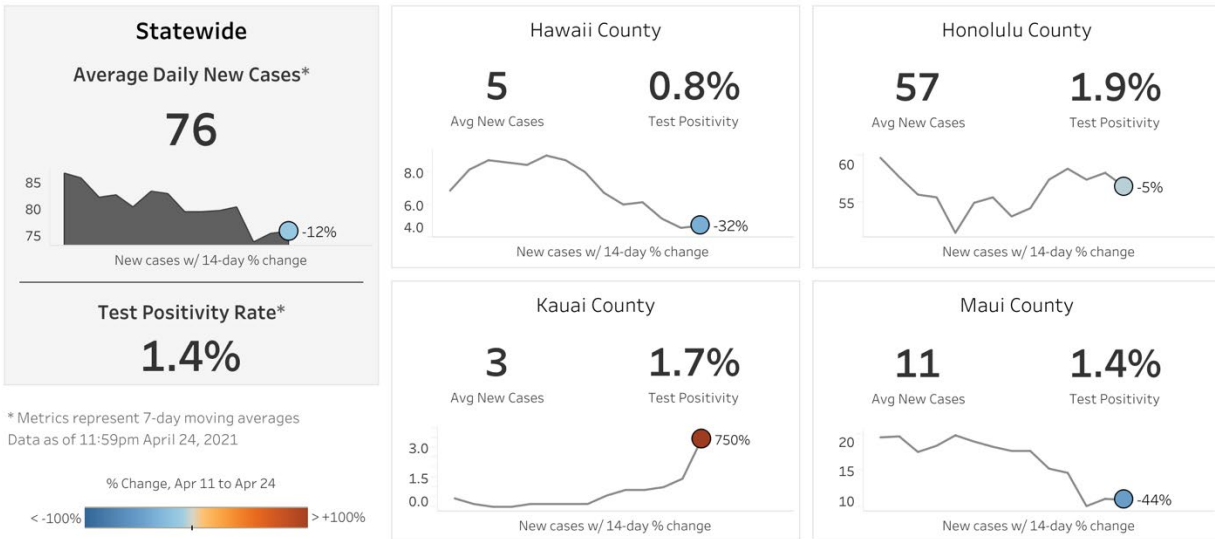 Statewide
Average Daily New Cases*
76
85
80
75
-12%
New cases w/ 14-day % change
Test Positivity Rate*
1.4%
* Metrics represent 7-day moving averages
Data as of 11:59pm April 24, 2021
% Change, Apr 11 to Apr 24
< -100%
> +100%
Hawaii County
5 0.8%
Avg New Cases Test Positivity
8.0
6.0
4.0
-32%
New cases w/ 14-day % change
Honolulu County
57 1.9%
Avg New Cases Test Positivity
60
55
-5%
New cases w/ 14-day % change
Kauai County
3 1.7%
Avg New Cases Test Positivity
3.0
1.5
0.0
750%
New cases w/ 14-day % change
Maui County
11 1.4%
Avg New Cases Test Positivity
20
15
10
-44%
New cases w/ 14-day % change